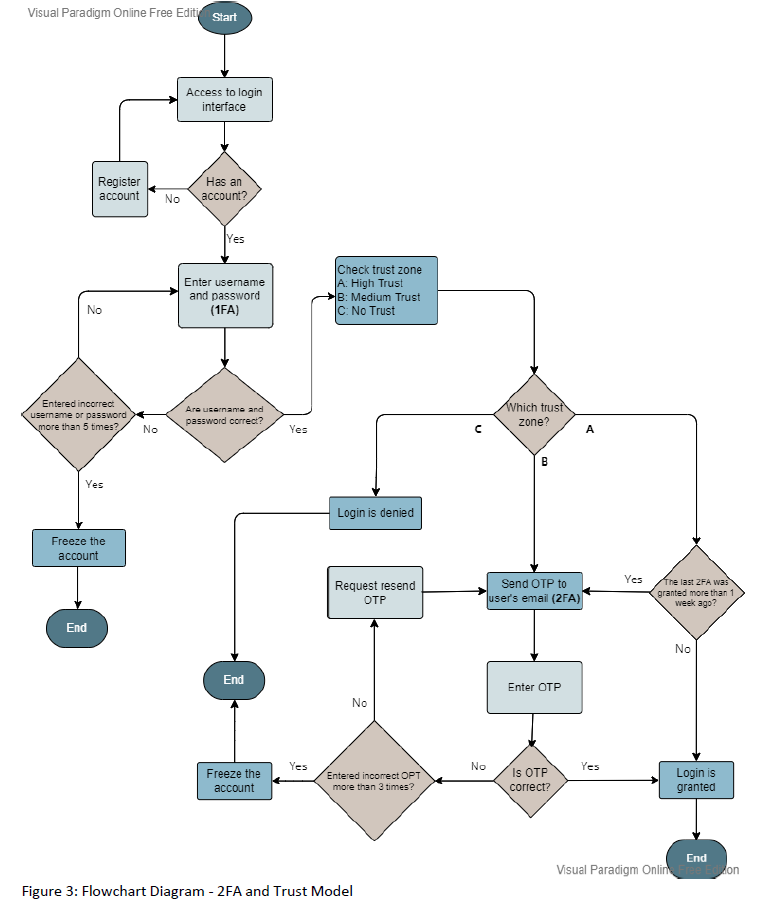 Visual Paradigm Online Free Editi
Start
Access to login
interface
Register
account
No
Has an
account?
Yes
Enter username
and password
(1FA)
No
Check trust zone
A: High Trust
B: Medium Trust
C: No Trust
Entered incorrect
username or password
more than 5 times?
No
Are username and
password correct?
Yes
Which trust
zone?
C
A
B
Yes
Freeze the
account
End
Login is denied
Request resend
OTP
Send OTP to
user's email (2FA)
Yes
The last 2FA was
granted more than 1
week ago?
No
End
Enter OTP
No
Freeze the
account
Yes
Entered incorrect OPT
more than 3 times?
No
Is OTP
correct?
Yes
Login is
granted
End
Visual Paradigm Online Free Edition
Figure 3: Flowchart Diagram - 2FA and Trust Model